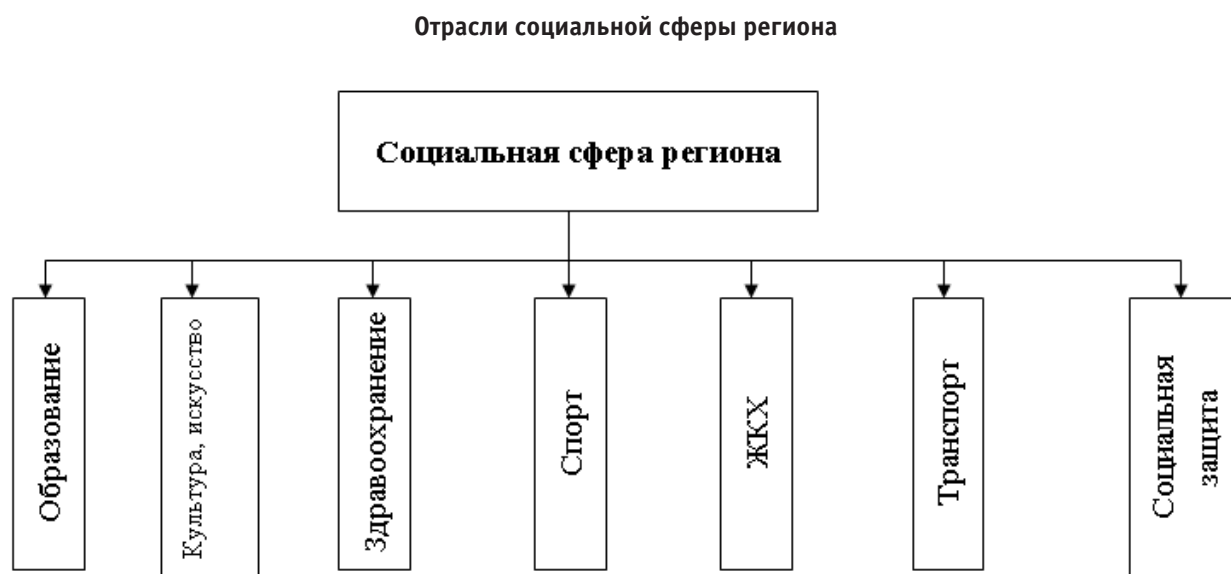 Отрасли социальной сферы региона
Социальная сфера региона
Образование
Культура, искусство
Здравоохранение
Спорт
ЖКХ
Транспорт
Социальная
защита